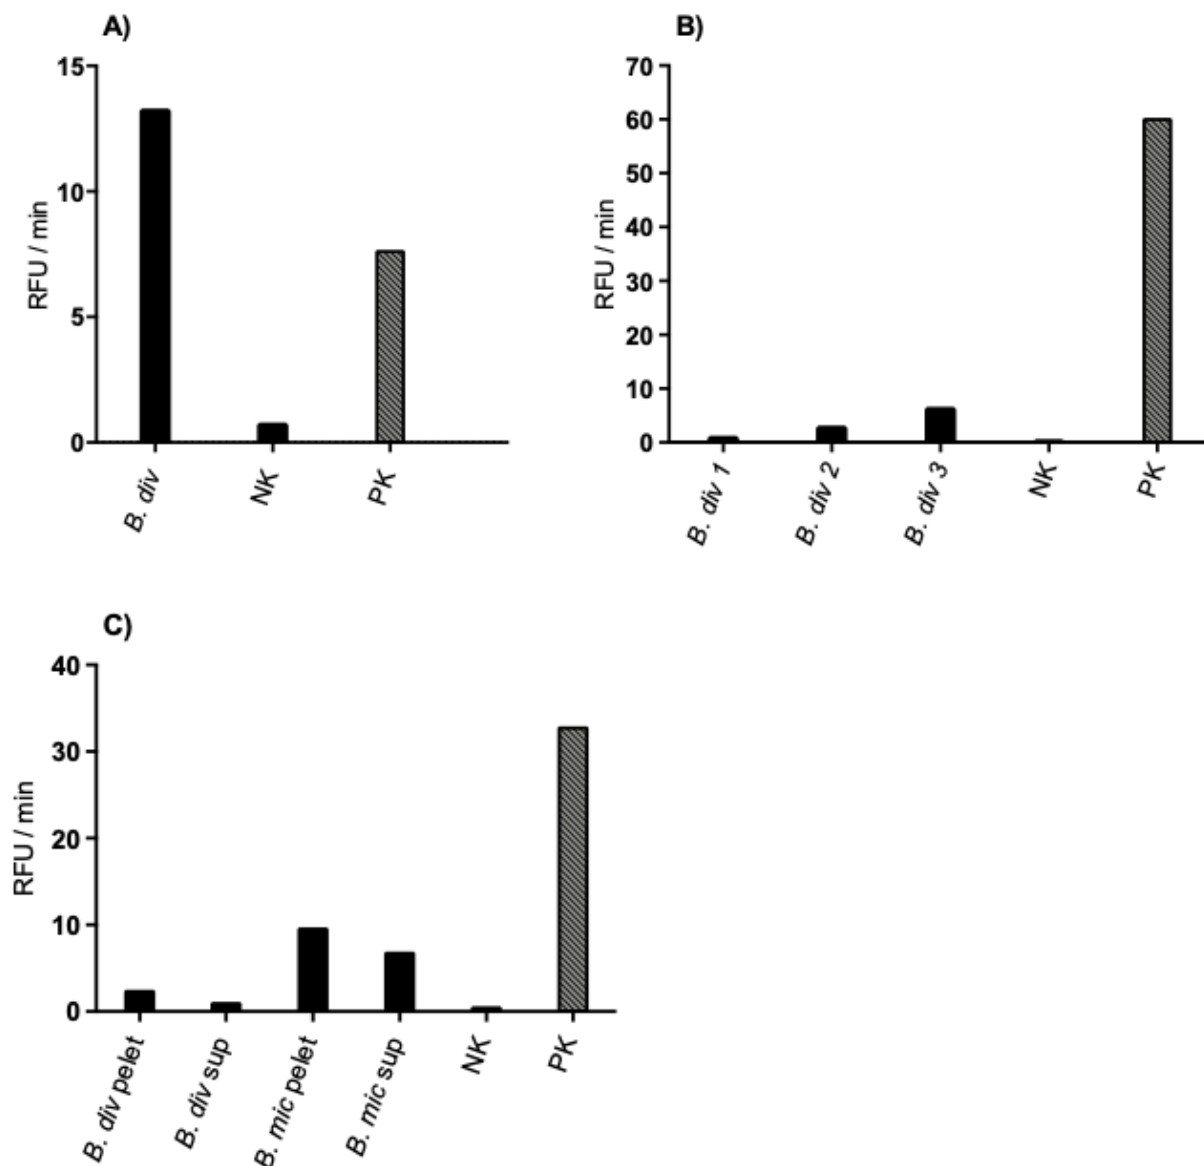 A)
15
10
5
0
RFU / min
B. div
NK
PK
B)
70
60
50
40
30
20
10
0
RFU / min
B. div 1
B. div 2
B. div 3
NK
PK
C)
40
30
20
10
0
RFU / min
B. div pelet
B. div sup
B. mic pelet
B. mic sup
NK
PK